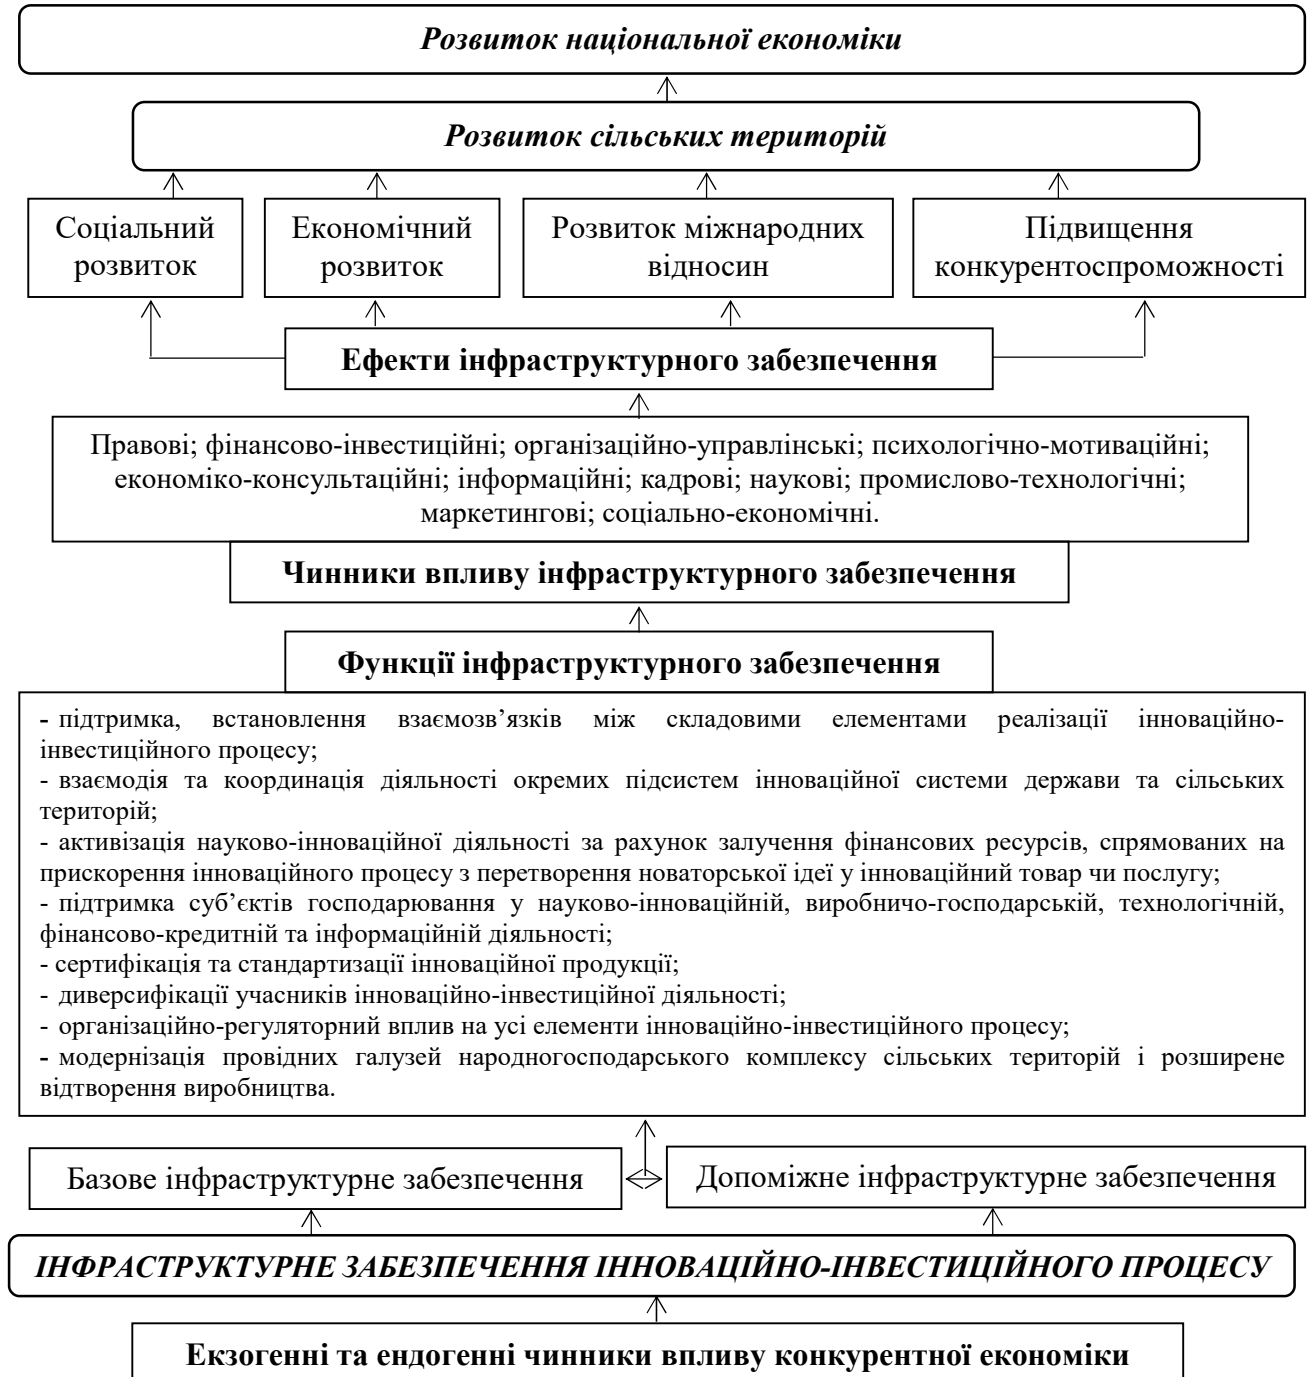 Розвиток національної економіки
Розвиток сільських територій
Соціальний
розвиток
Економічний
розвиток
Розвиток міжнародних
відносин
Підвищення
конкурентоспроможності
Ефекти інфраструктурного забезпечення
Правові; фінансово-інвестиційні; організаційно-управлінські; психологічно-мотиваційні;
економіко-консультаційні; інформаційні; кадрові; наукові; промислово-технологічні;
маркетингові; соціально-економічні.
Чинники впливу інфраструктурного забезпечення
Функції інфраструктурного забезпечення
- підтримка, встановлення взаємозв’язків між складовими елементами реалізації інноваційно-
інвестиційного процесу;
- взаємодія та координація діяльності окремих підсистем інноваційної системи держави та сільських
територій;
- активізація науково-інноваційної діяльності за рахунок залучення фінансових ресурсів, спрямованих на
прискорення інноваційного процесу з перетворення новаторської ідеї у інноваційний товар чи послугу;
- підтримка суб’єктів господарювання у науково-інноваційній, виробничо-господарській, технологічній,
фінансово-кредитній та інформаційній діяльності;
- сертифікація та стандартизації інноваційної продукції;
- диверсифікації учасників інноваційно-інвестиційної діяльності;
- організаційно-регуляторний вплив на усі елементи інноваційно-інвестиційного процесу;
- модернізація провідних галузей народногосподарського комплексу сільських територій і розширене
відтворення виробництва.
Базове інфраструктурне забезпечення
Допоміжне інфраструктурне забезпечення
ІНФРАСТРУКТУРНЕ ЗАБЕЗПЕЧЕННЯ ІННОВАЦІЙНО-ІНВЕСТИЦІЙНОГО ПРОЦЕСУ
Екзогенні та ендогенні чинники впливу конкурентної економіки